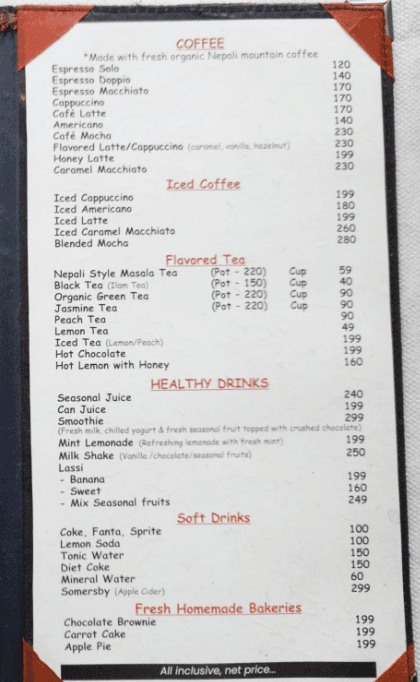 COFFEE
*Made with fresh organic Nepali mountain coffee
Espresso Solo 120
Espresso Doppio 140
Espresso Macchiato 170
Cappuccino 170
Café Latte 170
Americano 140
Café Mocha 230
Flavored Latte/Cappuccino (caramel, vanilla, hazelnut) 230
Honey Latte 199
Caramel Macchiato 230
Iced Coffee
Iced Cappuccino 199
Iced Americano 180
Iced Latte 199
Iced Caramel Macchiato 260
Blended Mocha 280
Flavored Tea
Nepali Style Masala Tea (Pot - 220) Cup 59
Black Tea (Ilam Tea) (Pot - 150) Cup 40
Organic Green Tea (Pot - 220) Cup 90
Jasmine Tea (Pot - 220) Cup 90
Peach Tea 90
Lemon Tea 49
Iced Tea (Lemon/Peach) 199
Hot Chocolate 199
Hot Lemon with Honey 160
HEALTHY DRINKS
Seasonal Juice 240
Can Juice 199
Smoothie 299
(Fresh milk, chilled yogurt & fresh seasonal fruit topped with crushed chocolate)
Mint Lemonade (Refreshing lemonade with fresh mint) 199
Milk Shake (Vanilla /chocolate/seasonal fruits) 250
Lassi
- Banana 199
- Sweet 160
- Mix Seasonal fruits 249
Soft Drinks
Coke, Fanta, Sprite 100
Lemon Soda 100
Tonic Water 150
Diet Coke 150
Mineral Water 60
Somersby (Apple Cider) 299
Fresh Homemade Bakeries
Chocolate Brownie 199
Carrot Cake 199
Apple Pie 199
All inclusive, net price...